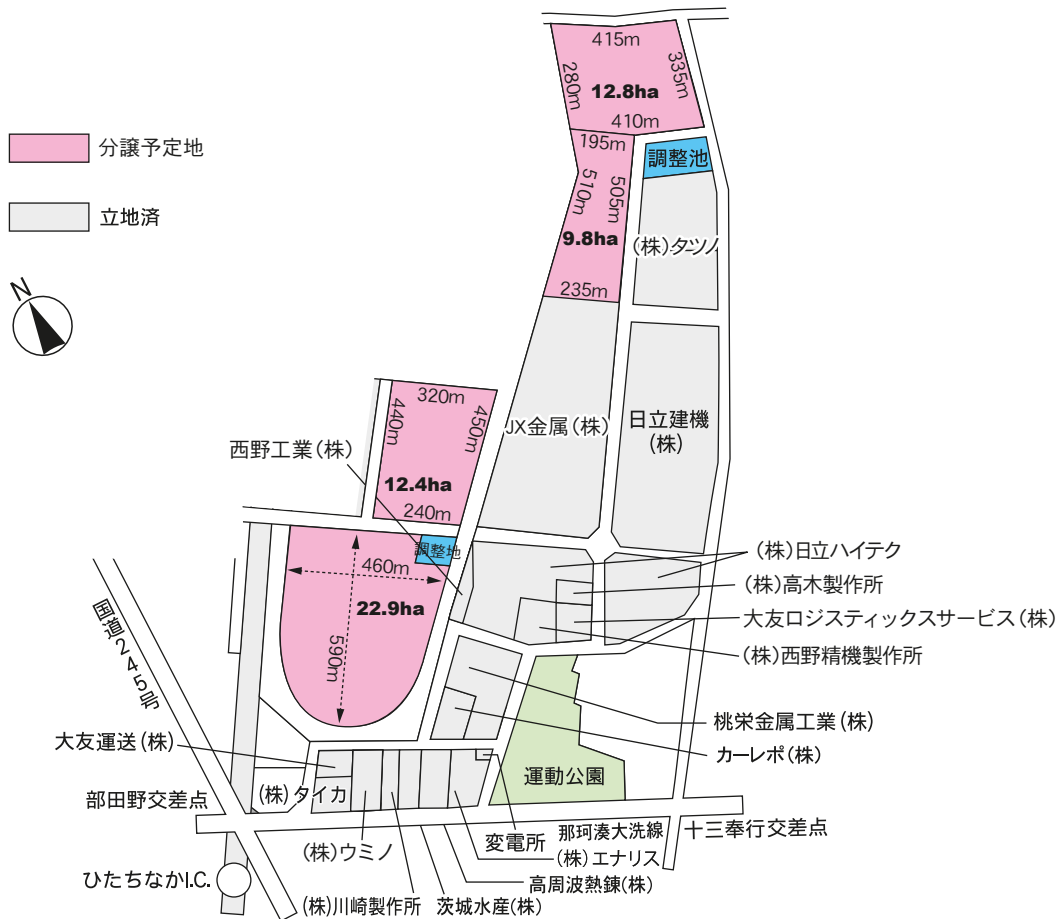 415m
280m
335m
12.8ha
410m
195m
調整池
分譲予定地
510m
505m
立地済
9.8ha
(株)タツノ
N
235m
320m
440m
450m
JX金属(株)
日立建機
(株)
西野工業(株)
12.4ha
240m
調整地
460m
(株)日立ハイテク
(株)高木製作所
22.9ha
大友ロジスティックスサービス(株)
国道245号
590m
(株)西野精機製作所
桃栄金属工業(株)
大友運送(株)
カーレポ(株)
運動公園
(株)タイカ
部田野交差点
変電所
那珂湊大洗線
十三奉行交差点
(株)ウミノ
(株)エナリス
ひたちなかI.C.
高周波熱錬(株)
(株)川崎製作所
茨城水産(株)